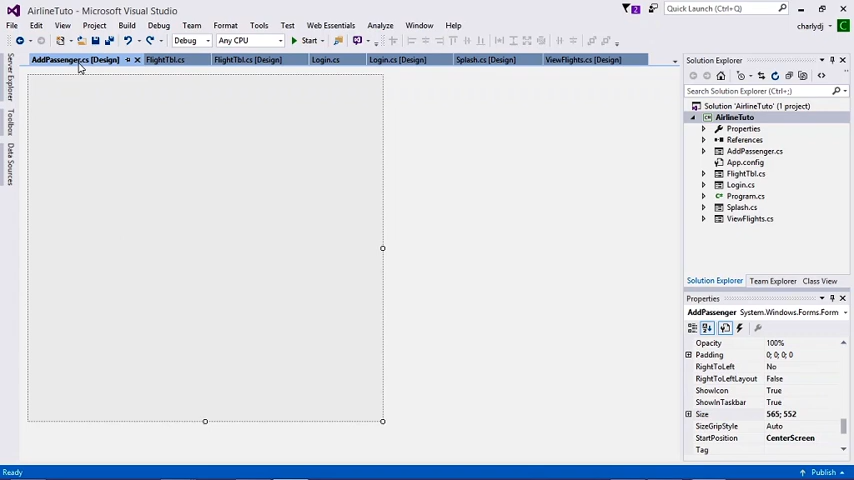 AirlineTuto - Microsoft Visual Studio
2
Quick Launch (Ctrl+;)
File Edit View Project Build Debug Team Format Tools Test Web Essentials Analyze Window Help
charlydj
Debug Any CPU Start
AddPassenger.cs [Design] FlightTbl.cs FlightTbl.cs [Design] Login.cs Login.cs [Design] Splash.cs [Design] ViewFlights.cs [Design]
Server Explorer
Toolbox
Data Sources
Solution Explorer
Search Solution Explorer (Ctrl+;)
Solution 'AirlineTuto' (1 project)
AirlineTuto
Properties
References
AddPassenger.cs
App.config
FlightTbl.cs
Login.cs
Program.cs
Splash.cs
ViewFlights.cs
Solution Explorer Team Explorer Class View
Properties
AddPassenger System.Windows.Forms.Form
Opacity 100%
Padding 0; 0; 0; 0
RightToLeft No
RightToLeftLayout False
ShowIcon True
ShowInTaskbar True
Size 565; 552
SizeGripStyle Auto
StartPosition CenterScreen
Tag
Ready
Publish